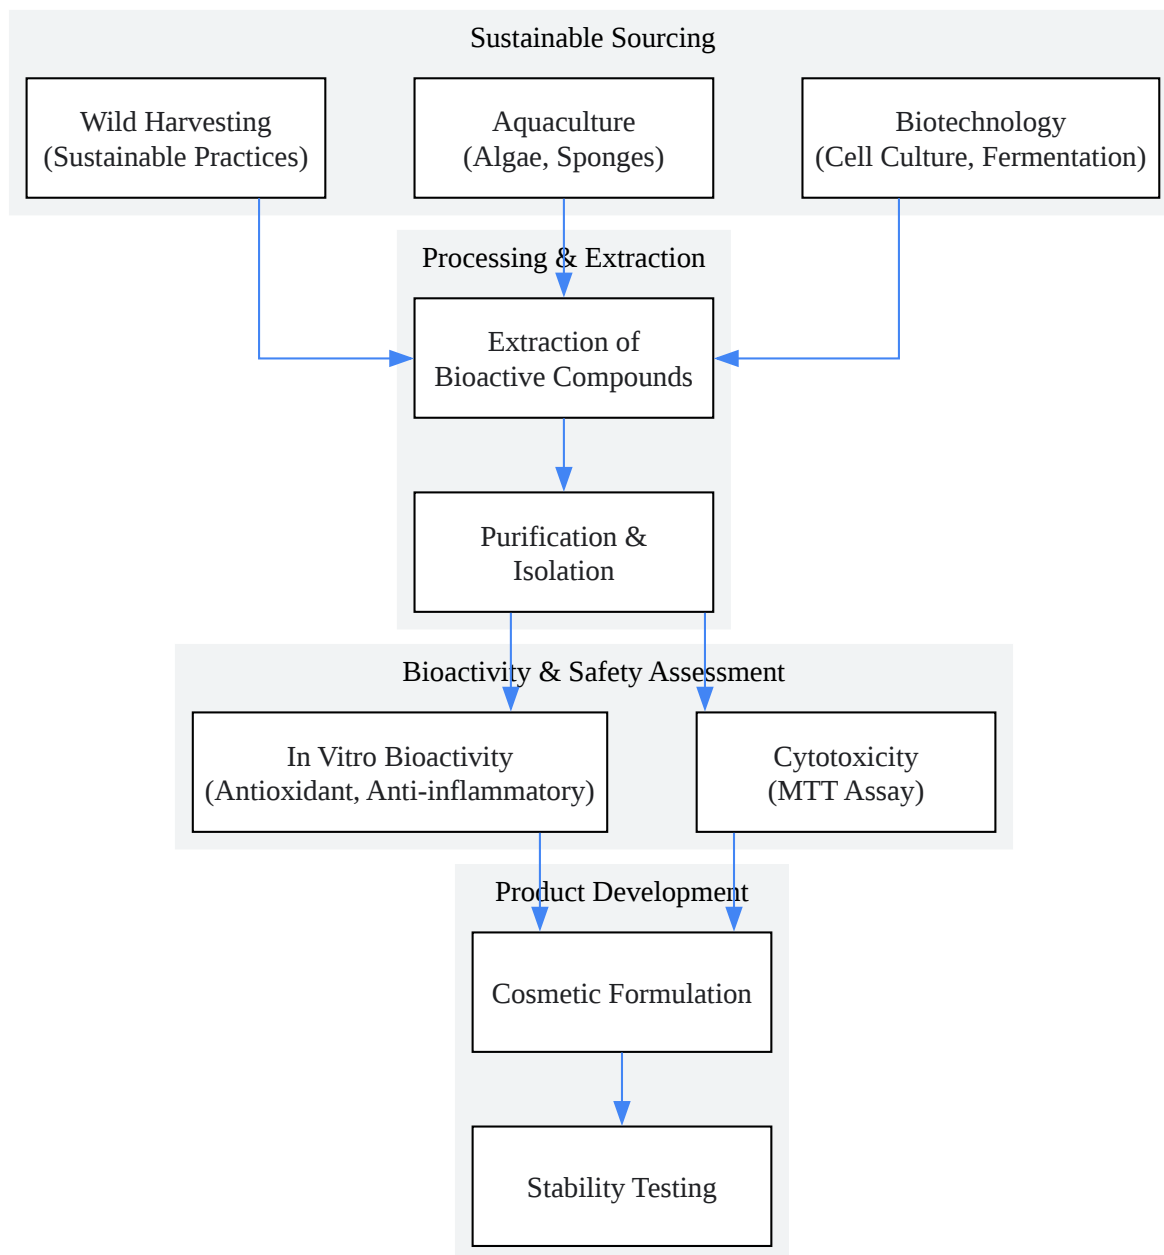 Sustainable Sourcing
Wild Harvesting
(Sustainable Practices)
Aquaculture
(Algae, Sponges)
Biotechnology
(Cell Culture, Fermentation)
Processing & Extraction
Extraction of
Bioactive Compounds
Purification &
Isolation
Bioactivity & Safety Assessment
In Vitro Bioactivity
(Antioxidant, Anti-inflammatory)
Cytotoxicity
(MTT Assay)
Product Development
Cosmetic Formulation
Stability Testing